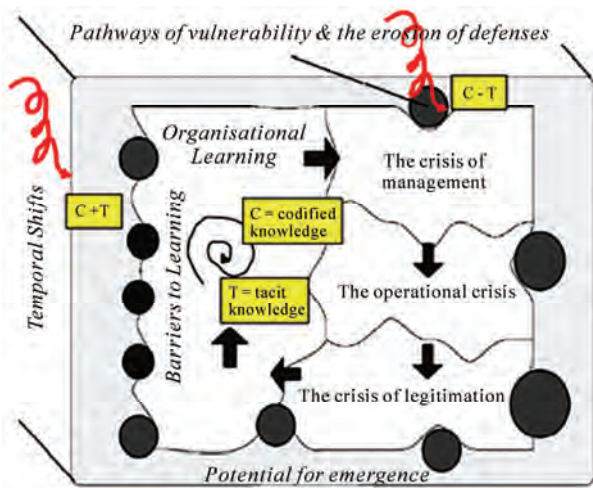 Pathways of vulnerability & the erosion of defenses
C - T
Organisational
Learning
The crisis of
management
C = codified
knowledge
C +T
Temporal Shifts
Barriers to Learning
T = tacit
knowledge
The operational crisis
The crisis of legitimation
Potential for emergence